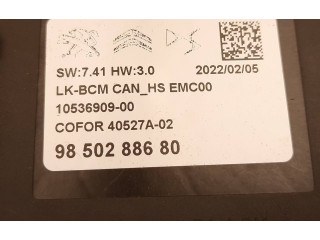 SW:7.41 HW:3.0 2022/02/05
LK-BCM CAN_HS EMC00
10536909-00
COFOR 40527A-02
98 502 886 80